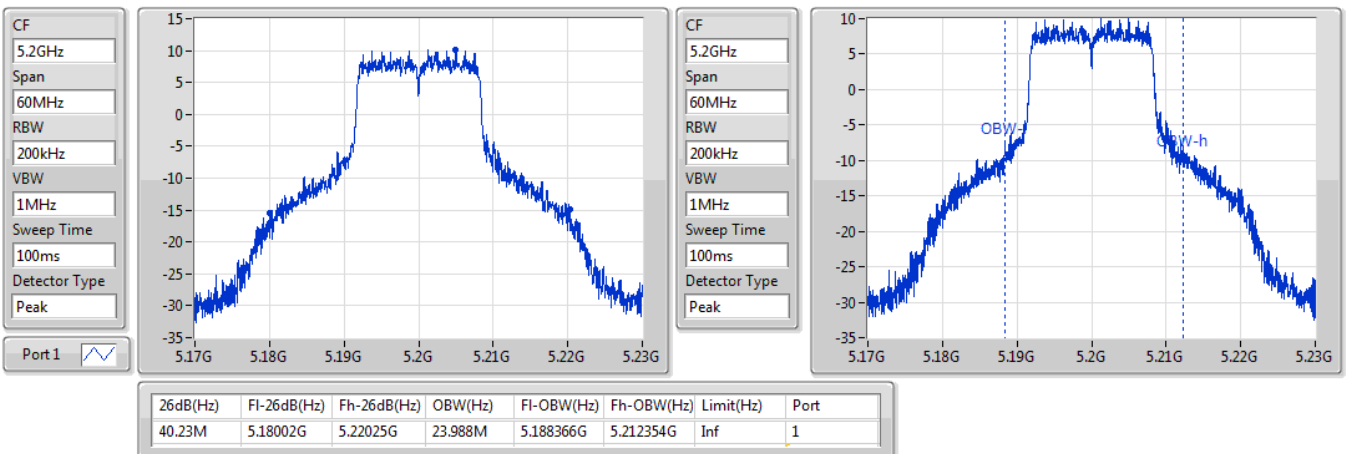 CF
5.2GHz
Span
60MHz
RBW
200kHz
VBW
1MHz
Sweep Time
100ms
Detector Type
Peak
Port 1
15
10
5
0
-5
-10
-15
-20
-25
-30
-35
5.17G 5.18G 5.19G 5.2G 5.21G 5.22G 5.23G
CF
5.2GHz
Span
60MHz
RBW
200kHz
VBW
1MHz
Sweep Time
100ms
Detector Type
Peak
10
5
0
-5
-10
-15
-20
-25
-30
-35
OBW-
OBW-h
5.17G 5.18G 5.19G 5.2G 5.21G 5.22G 5.23G
26dB(Hz) Fl-26dB(Hz) Fh-26dB(Hz) OBW(Hz) Fl-OBW(Hz) Fh-OBW(Hz) Limit(Hz) Port
40.23M 5.18002G 5.22025G 23.988M 5.188366G 5.212354G Inf 1